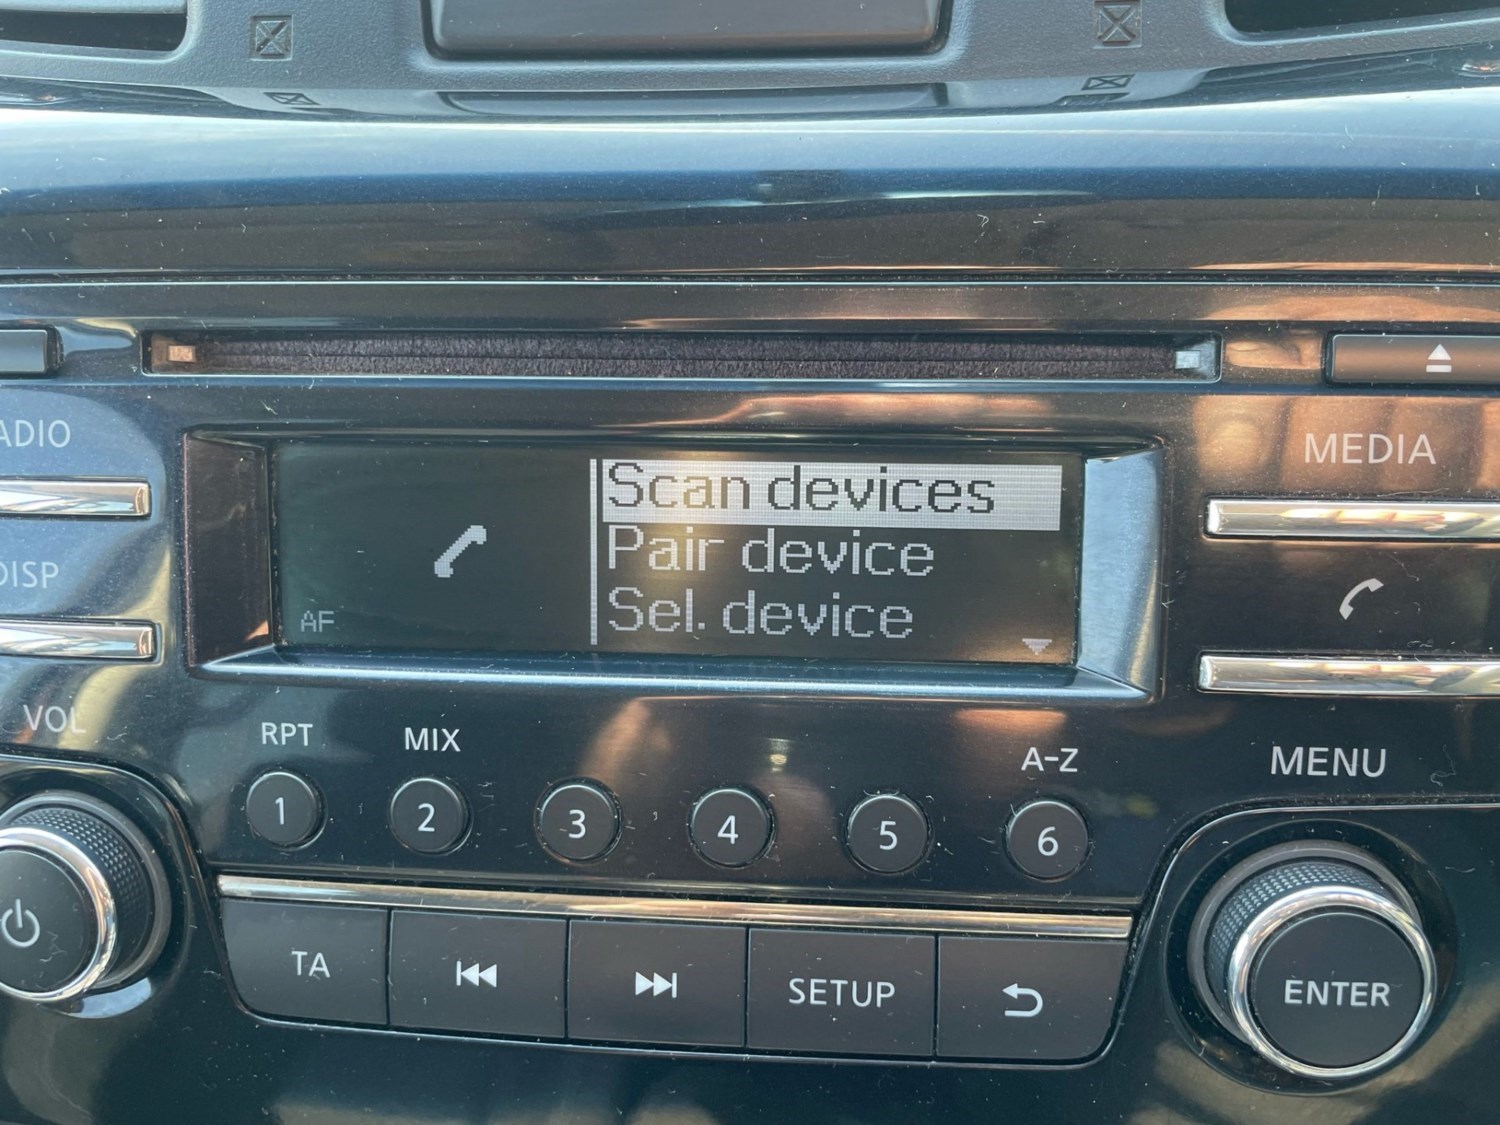 ADIO
MEDIA
DISP
Scan devices
Pair device
Sel. device
AF
VOL
RPT
MIX
A-Z
MENU
1
2
3
4
5
6
TA
SETUP
ENTER